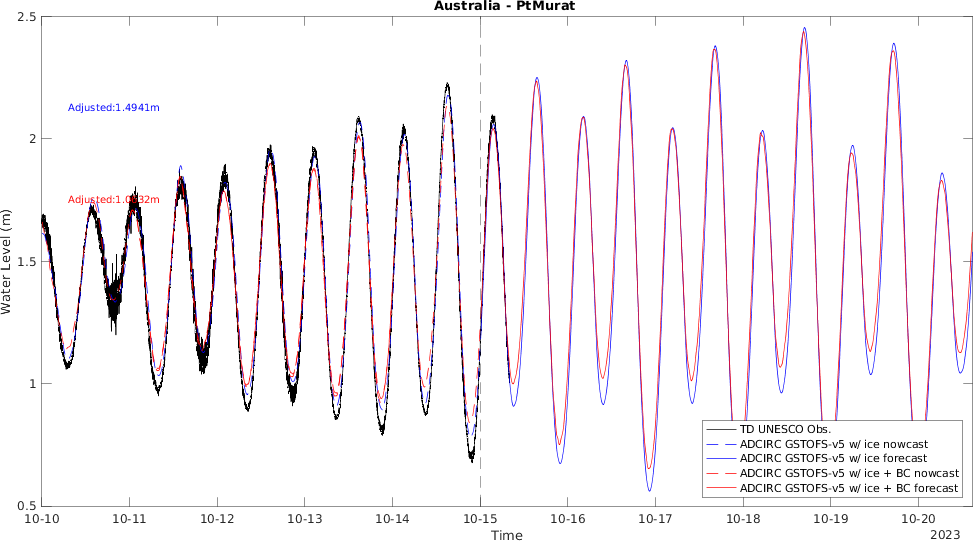 Australia - PtMurat
2.5
2
1.5
1
0.5
Water Level (m)
Adjusted:1.4941m
10-10
10-11
10-12
10-13
10-14
10-15
10-16
10-17
10-18
10-19
10-20
2023
Time
TD UNESCO Obs.
ADCIRC GSTOFS-v5 w/ ice nowcast
ADCIRC GSTOFS-v5 w/ ice forecast
ADCIRC GSTOFS-v5 w/ ice + BC nowcast
ADCIRC GSTOFS-v5 w/ ice + BC forecast